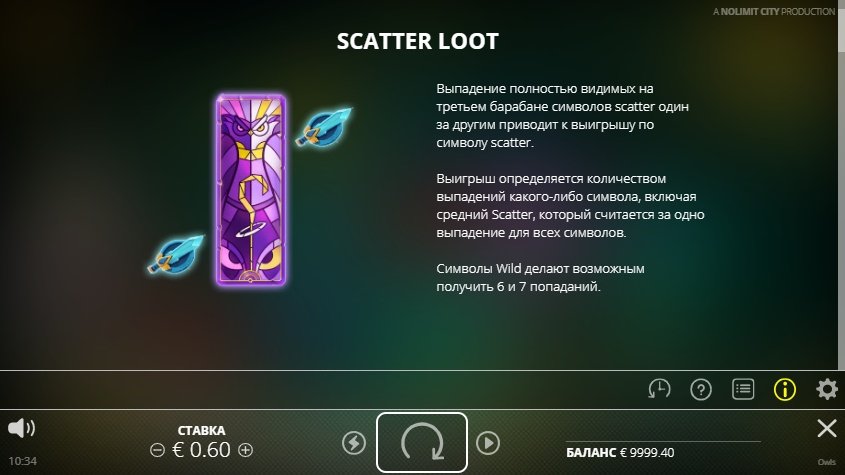 A NOLIMIT CITY PRODUCTION
SCATTER LOOT
Выпадение полностью видимых на
третьем барабане символов scatter один
за другим приводит к выигрышу по
символу scatter.
Выигрыш определяется количеством
выпадений какого-либо символа, включая
средний Scatter, который считается за одно
выпадение для всех символов.
Символы Wild делают возможным
получить 6 и 7 попаданий.
СТАВКА
€ 0.60
БАЛАНС € 9999.40
10:34
Owls